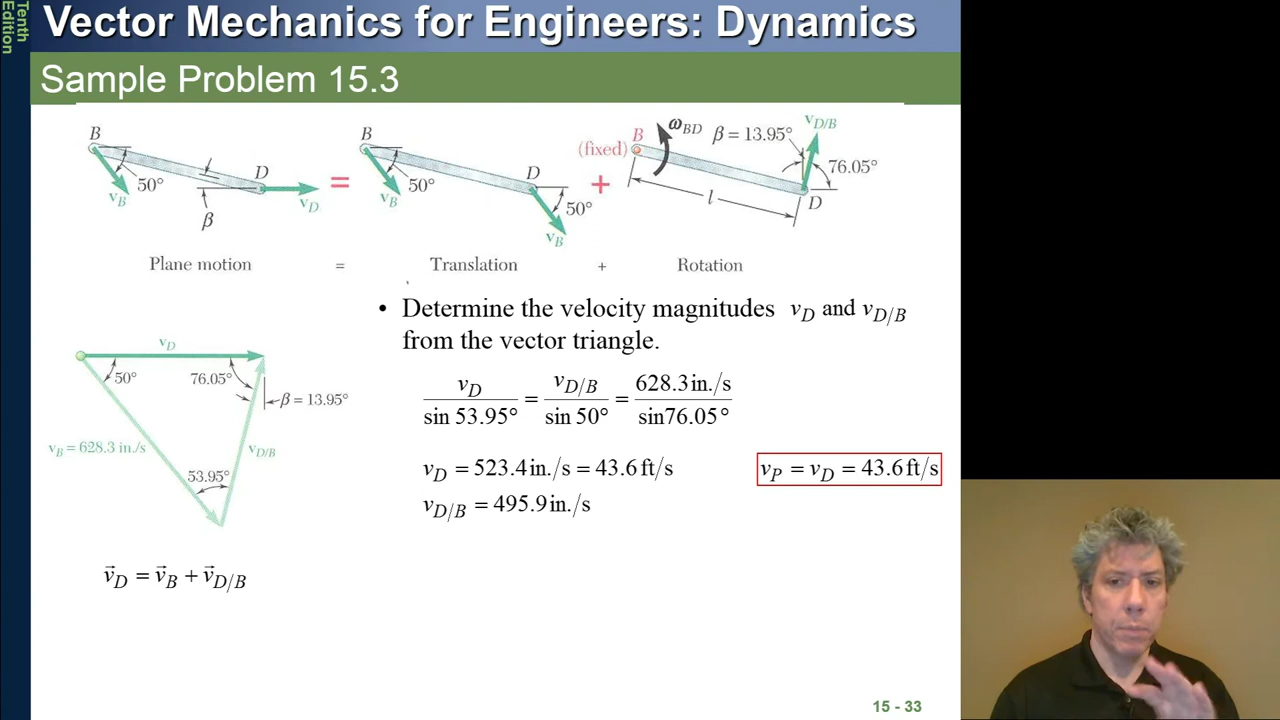 Tenth
Edition
Vector Mechanics for Engineers: Dynamics
Sample Problem 15.3
B
50°
v_B
D
v_D
β
=
B
50°
v_B
D
50°
v_B
+
B
(fixed)
ω_BD
β = 13.95°
v_D/B
76.05°
l
D
Plane motion = Translation + Rotation
• Determine the velocity magnitudes v_D and v_D/B
from the vector triangle.
v_D
50°
76.05°
β = 13.95°
v_B = 628.3 in./s
v_D/B
53.95°
v_D / sin 53.95° = v_D/B / sin 50° = 628.3 in./s / sin76.05°
v_D = 523.4 in./s = 43.6 ft/s
v_P = v_D = 43.6 ft/s
v_D/B = 495.9 in./s
v⃗_D = v⃗_B + v⃗_D/B
15 - 33